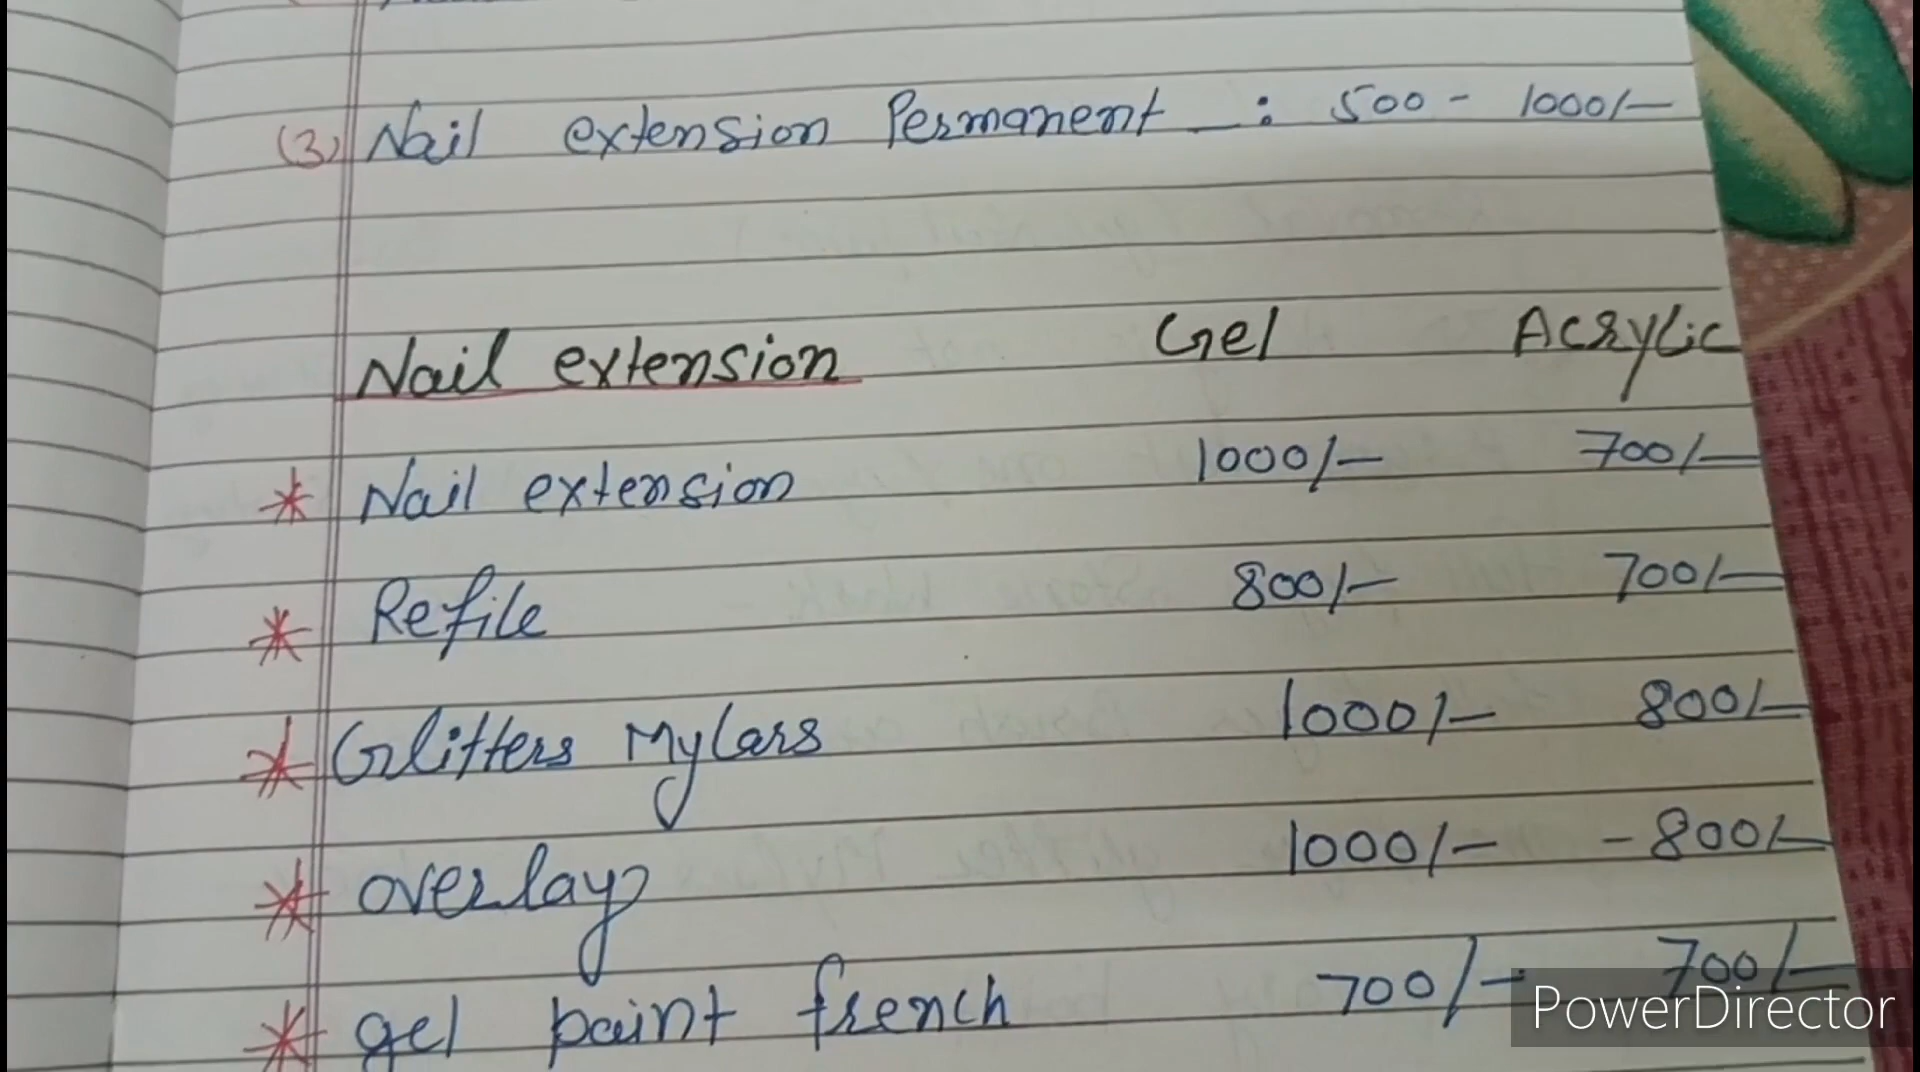 (3) Nail extension Permanent : 500 - 1000/-
Nail extension Gel Acrylic
* Nail extension 1000/- 700/-
* Refile 800/- 700/-
* Glitters Mylars 1000/- 800/-
* overlay 1000/- - 800/-
* gel paint french 700/- 700/-
PowerDirector